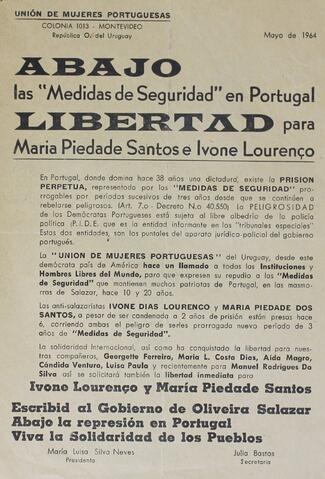 UNIÓN DE MUJERES PORTUGUESAS
COLONIA 1013 - MONTEVIDEO
República O. del Uruguay
Mayo de 1964
ABAJO
las "Medidas de Seguridad" en Portugal
LIBERTAD para
Maria Piedade Santos e Ivone Lourenço
En Portugal, donde domina hace 38 años una dictadura, existe la PRISION
PERPETUA, representada por las "MEDIDAS DE SEGURIDAD" pro-
rrogables por períodos sucesivos de tres años desde que se continúen a
rebelarse peligrosos. (Art. 7.o - Decreto N.o 40.550) La PELIGROSIDAD
de los Demócratas Portugueses está sujeta al libre albedrío de la policía
política (P.I.D.E. que es la entidad informante en los "tribunales especiales"
Estas dos entidades, son los puntales del aparato jurídico-policial del gobierno
portugués.
La "UNION DE MUJERES PORTUGUESAS" del Uruguay, desde este
demócrata país de América hace un llamado a todas las Instituciones y
Hombres Libres del Mundo, para que expresen su repudio a las "Medidas
de Seguridad" que mantienen muchos patriotas de Portugal, en las masmo-
rras de Salazar, hace 10 y 20 años.
Las anti-salazaristas IVONE DIAS LOURENÇO y MARIA PIEDADE DOS
SANTOS, a pesar de ser condenada a 2 años de prisión están presas hace
6, corriendo ambas el peligro de serles prorrogado nuevo período de 3
años de "Medidas de Seguridad".
La solidaridad Internacional, así como ha conquistado la libertad para nues-
tras compañeras, Georgette Ferreira, Maria L. Costa Dias, Aida Magro,
Cándida Ventura, Luisa Paula y recientemente para Manuel Rodrigues Da
Silva así se solicitará también la libertad inmediata para
Ivone Lourenço y María Piedade Santos
Escribid al Gobierno de Oliveira Salazar
Abajo la represión en Portugal
Viva la Solidaridad de los Pueblos
Maria Luisa Silva Neves
Presidenta
Julia Bastos
Secretaria